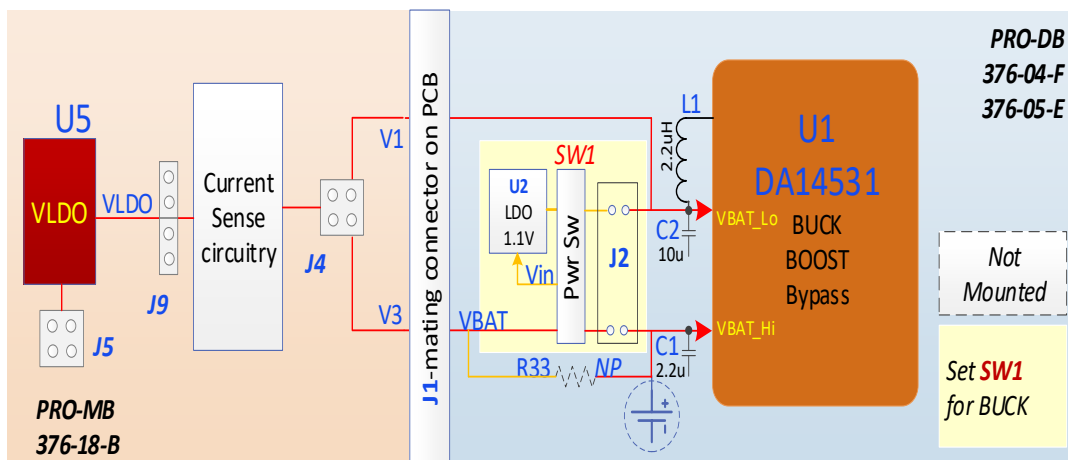 U5
VLDO
VLDO
J5
J9
Current
Sense
circuitry
J4
V1
V3
PRO-MB
376-18-B
J1-mating connector on PCB
VBAT
SW1
U2
LDO
1.1V
Vin
Pwr Sw
J2
R33
NP
L1
2.2uH
C2
10u
C1
2.2u
+
-
VBAT_Lo
VBAT_Hi
U1
DA14531
BUCK
BOOST
Bypass
PRO-DB
376-04-F
376-05-E
Not
Mounted
Set SW1
for BUCK